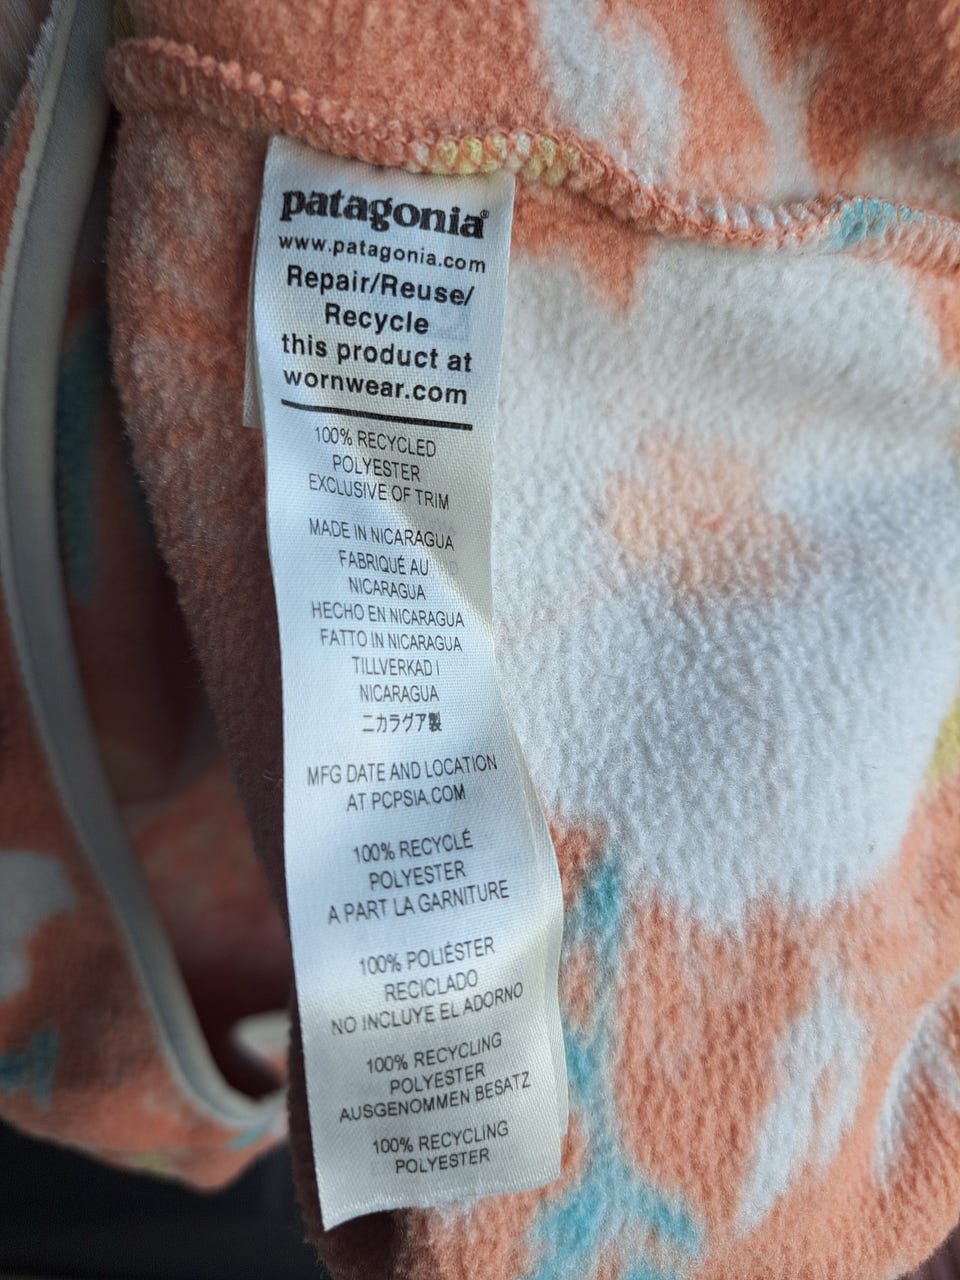 patagonia®
www.patagonia.com
Repair/Reuse/
Recycle
this product at
wornwear.com
100% RECYCLED
POLYESTER
EXCLUSIVE OF TRIM
MADE IN NICARAGUA
FABRIQUÉ AU
NICARAGUA
HECHO EN NICARAGUA
FATTO IN NICARAGUA
TILLVERKAD I
NICARAGUA
ニカラグア製
MFG DATE AND LOCATION
AT PCPSIA.COM
100% RECYCLÉ
POLYESTER
A PART LA GARNITURE
100% POLIÉSTER
RECICLADO
NO INCLUYE EL ADORNO
100% RECYCLING
POLYESTER
AUSGENOMMEN BESATZ
100% RECYCLING
POLYESTER